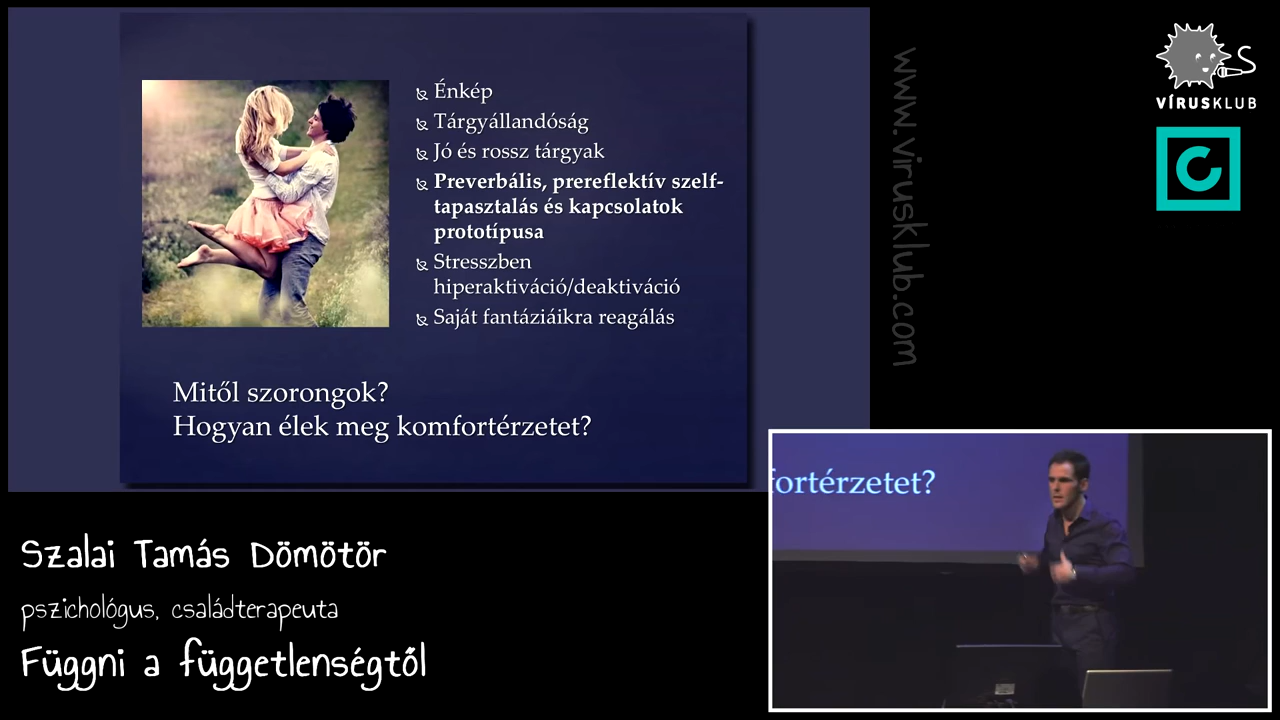 Énkép
Tárgyállandóság
Jó és rossz tárgyak
Preverbális, prereflektív szelf-
tapasztalás és kapcsolatok
prototípusa
Stresszben
hiperaktiváció/deaktiváció
Saját fantáziáikra reagálás
Mitől szorongok?
Hogyan élek meg komfortérzetet?
www.virusklub.com
VÍRUSKLUB
fortérzetet?
Szalai Tamás Dömötör
pszichológus, családterapeuta
Függni a függetlenségtől